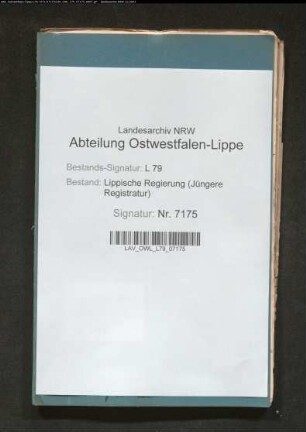 Landesarchiv NRW
Abteilung Ostwestfalen-Lippe
Bestands-Signatur: L 79
Bestand: Lippische Regierung (Jüngere
Registratur)
Signatur: Nr. 7175
LAV_OWL_L79_07175